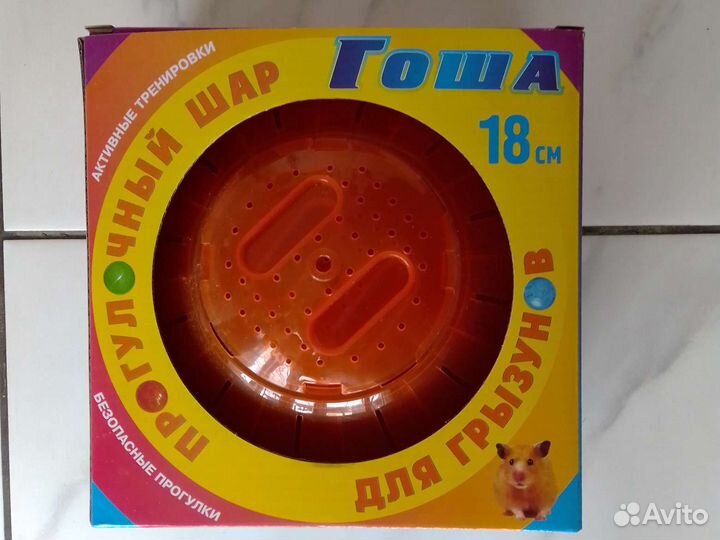 АКТИВНЫЕ ТРЕНИРОВКИ
ГОША
18 СМ
ПРОГУЛОЧНЫЙ ШАР
ДЛЯ ГРЫЗУНОВ
БЕЗОПАСНЫЕ ПРОГУЛКИ
Avito